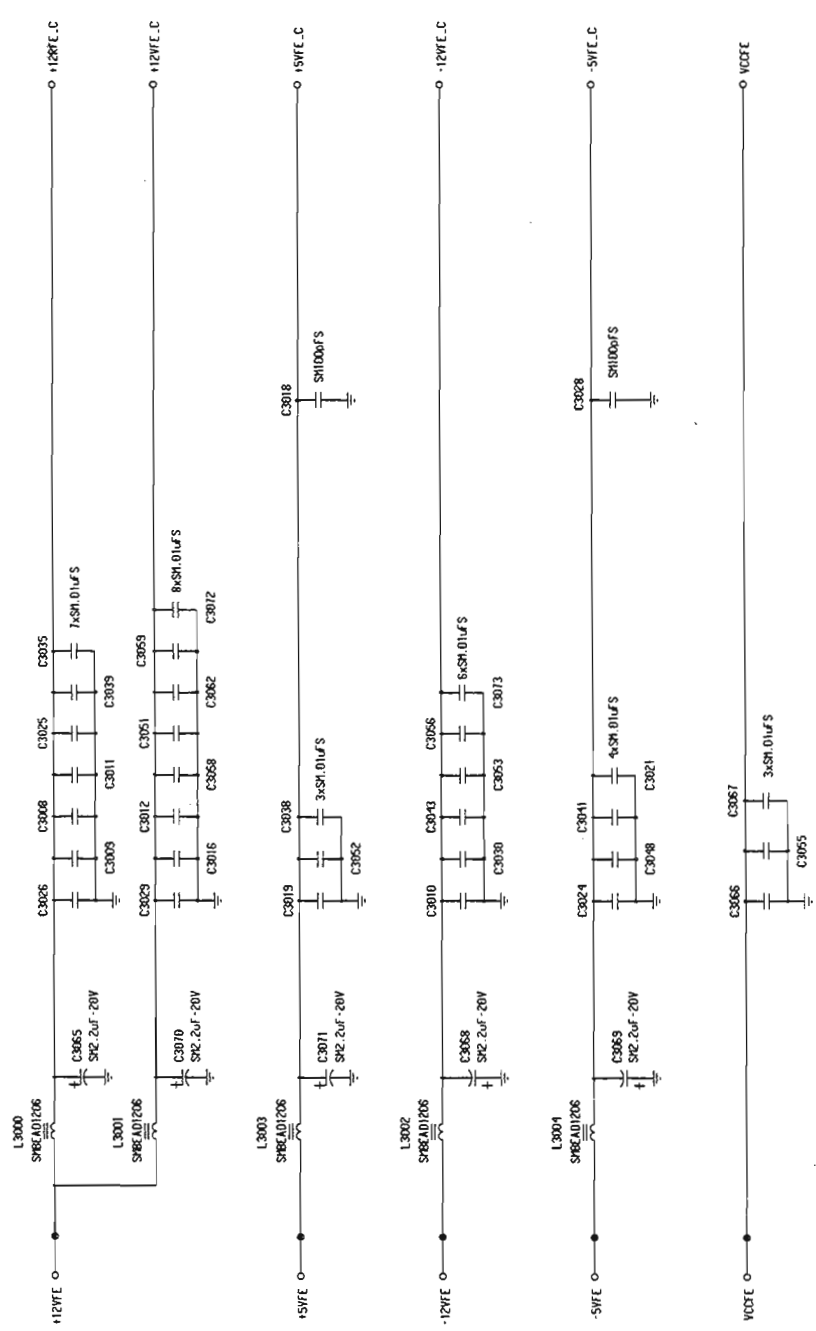 +12VFE
L3000
SMBEAD1206
C3065
SM2.2uF-20V
C3026
C3009
C3008
C3011
C3025
C3039
C3035
7xSM.01uFS
+12RFE_C
L3001
SMBEAD1206
C3070
SM2.2uF-20V
C3029
C3016
C3012
C3058
C3051
C3062
C3059
C3072
8xSM.01uFS
+12VFE_C
+5VFE
L3003
SMBEAD1206
C3071
SM2.2uF-20V
C3019
C3052
C3038
3xSM.01uFS
C3018
SM100pFS
+5VFE_C
-12VFE
L3002
SMBEAD1206
C3068
SM2.2uF-20V
C3010
C3030
C3043
C3053
C3056
C3073
6xSM.01uFS
-12VFE_C
-5VFE
L3004
SMBEAD1206
C3069
SM2.2uF-20V
C3024
C3048
C3041
C3021
4xSM.01uFS
C3028
SM100pFS
-5VFE_C
VCCFE
C3066
C3055
C3067
3xSM.01uFS
VCCFE